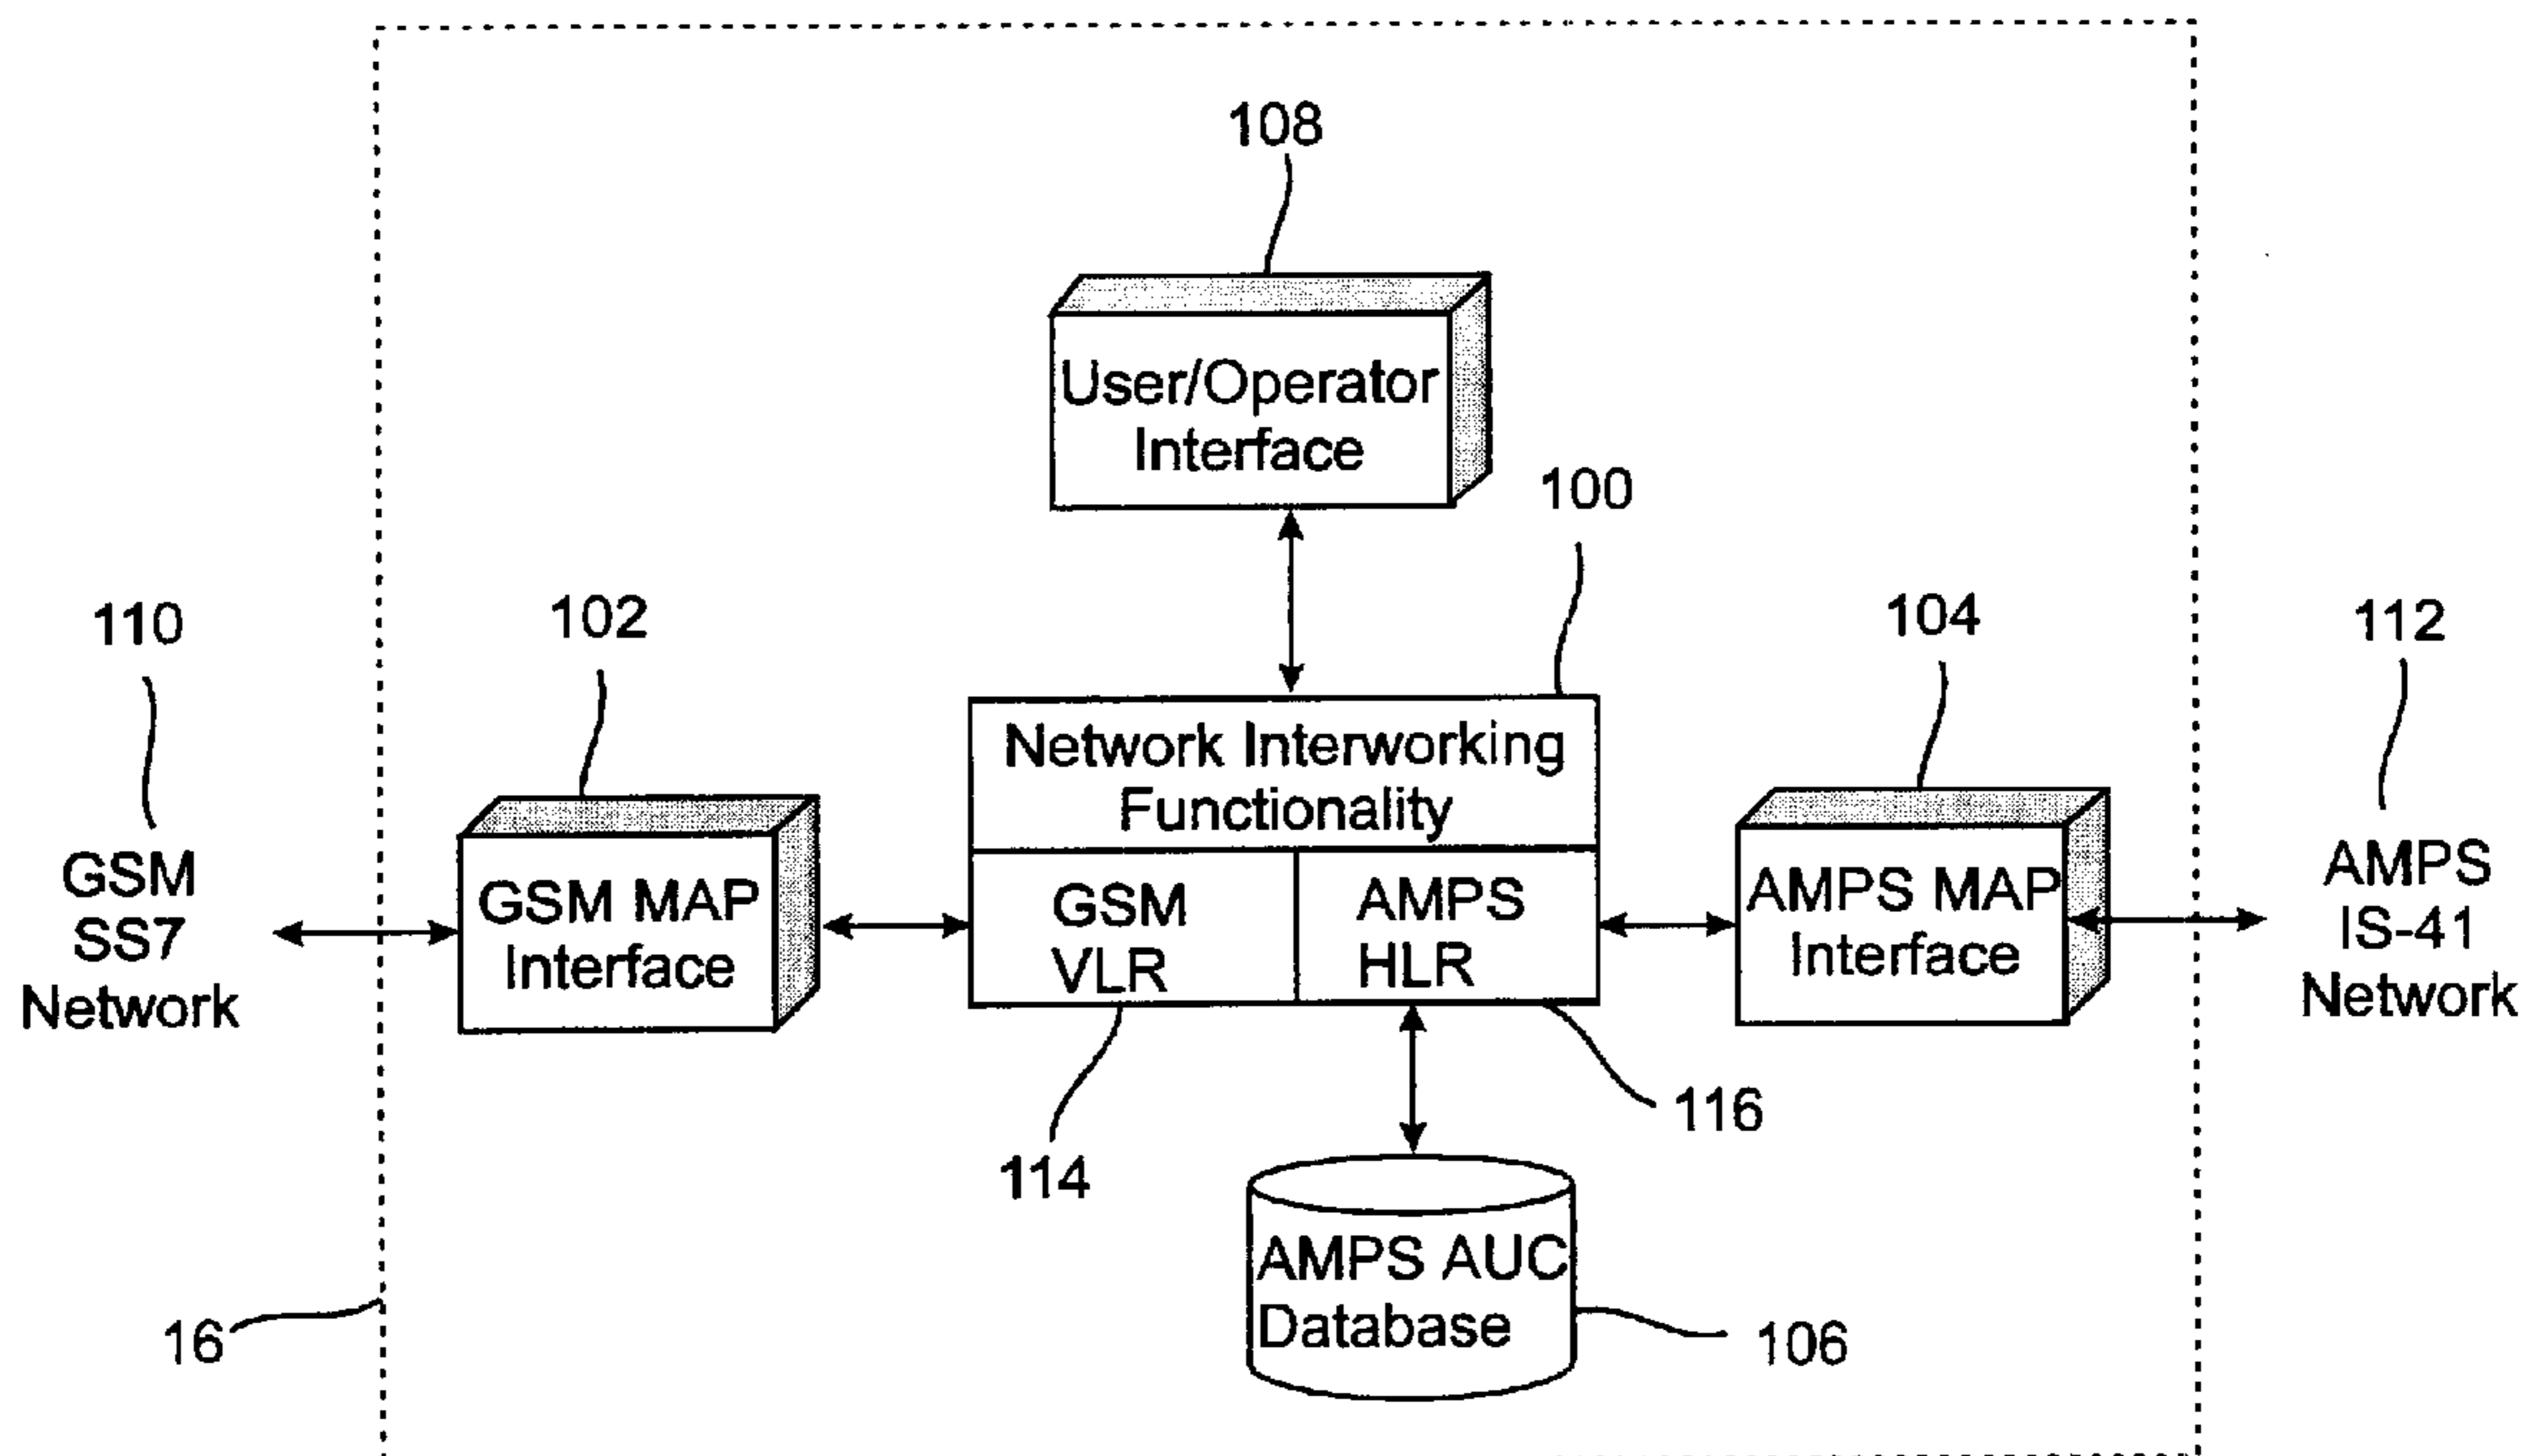 108
User/Operator
Interface
100
110
102
104
112
Network Interworking
Functionality
GSM
SS7
Network
GSM MAP
Interface
GSM
VLR
AMPS
HLR
AMPS MAP
Interface
AMPS
IS-41
Network
114
116
AMPS AUC
Database
16
106